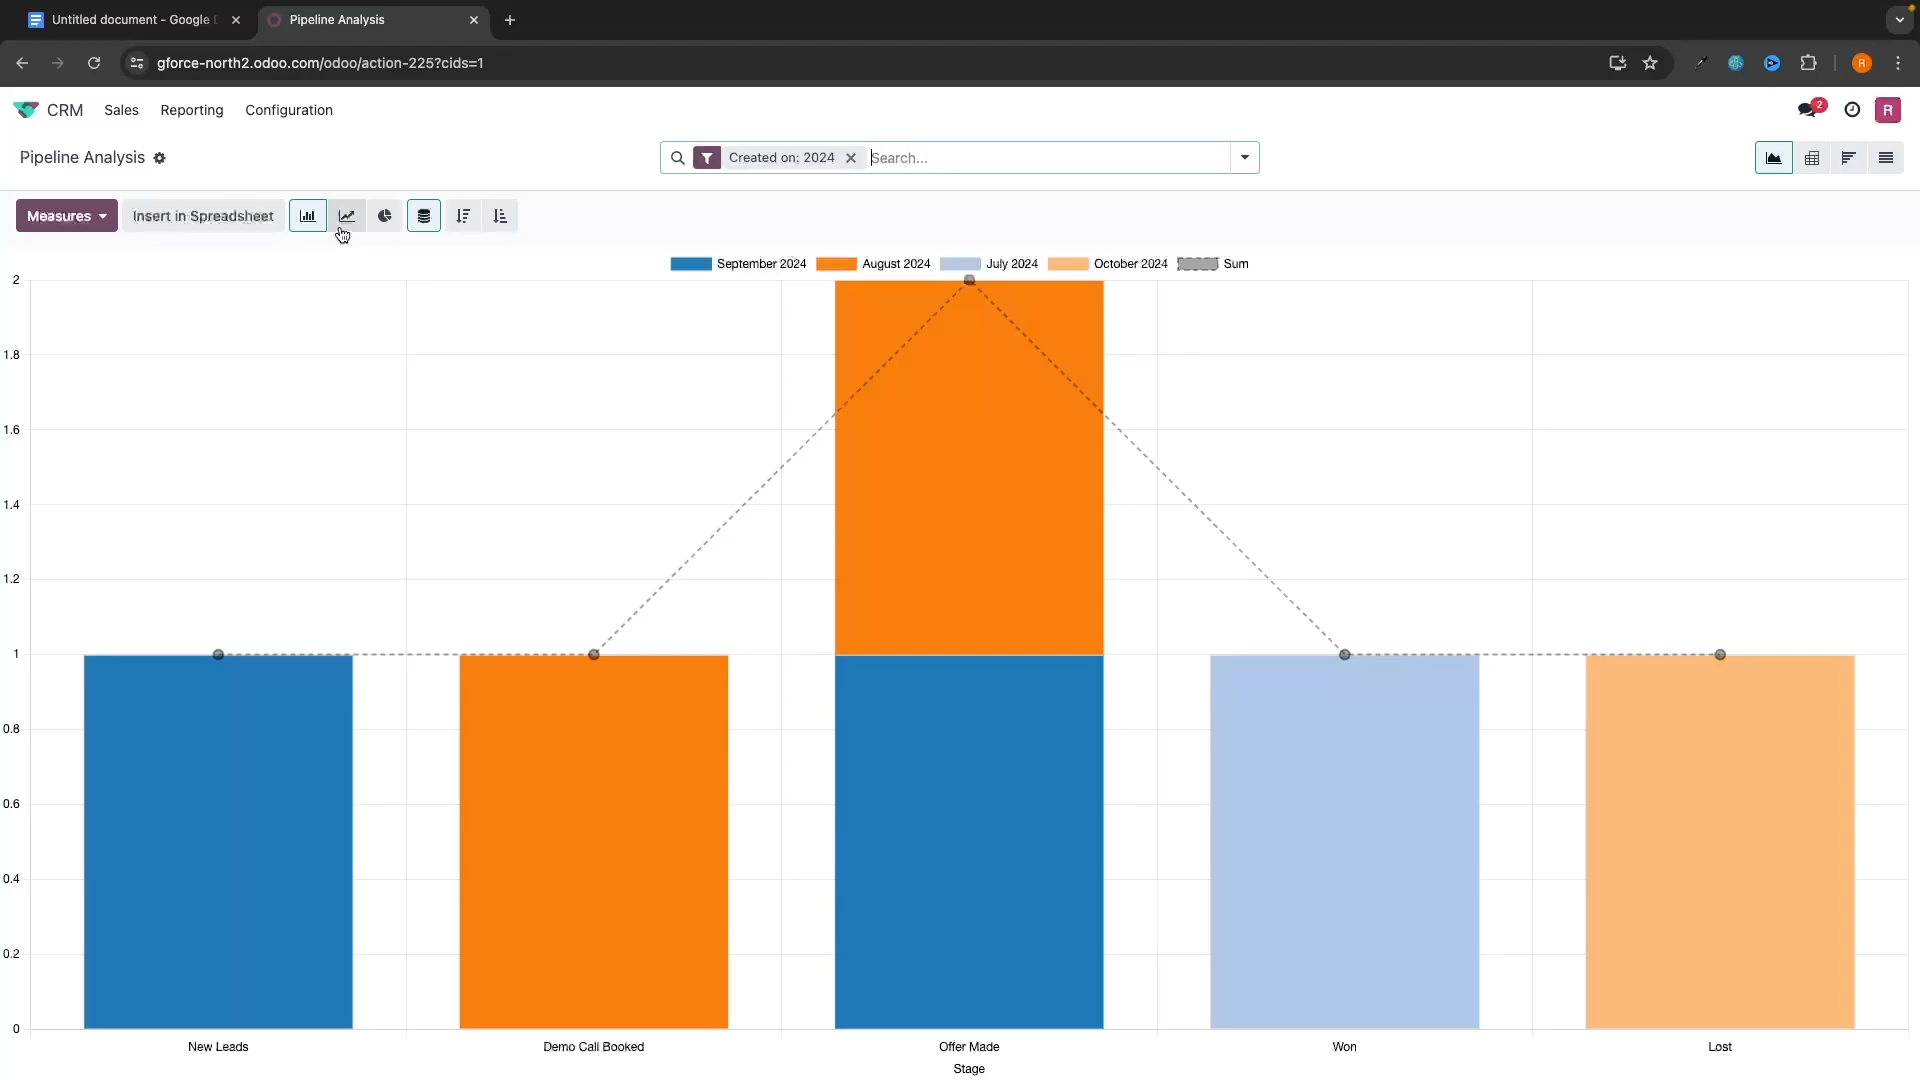 Untitled document - Google
Pipeline Analysis
gforce-north2.odoo.com/odoo/action-225?cids=1
R
CRM
Sales
Reporting
Configuration
2
R
Pipeline Analysis
Created on: 2024
Search...
Measures
Insert in Spreadsheet
September 2024
August 2024
July 2024
October 2024
Sum
2
1.8
1.6
1.4
1.2
1
0.8
0.6
0.4
0.2
0
New Leads
Demo Call Booked
Offer Made
Won
Lost
Stage